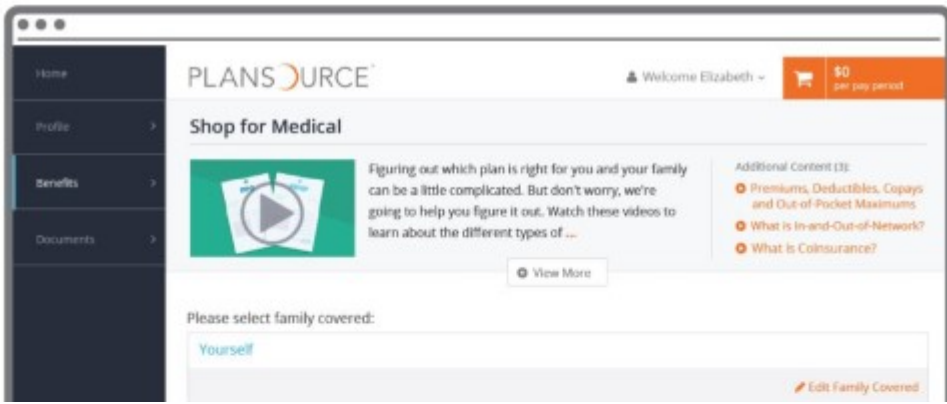 Home
PLANSOURCE
Welcome Elizabeth
$0
per pay period
Profile
Shop for Medical
Benefits
Documents
Figuring out which plan is right for you and your family
can be a little complicated. But don't worry, we're
going to help you figure it out. Watch these videos to
learn about the different types of ...
Additional Content (3):
Premiums, Deductibles, Copays
and Out-of-Pocket Maximums
What is In-and-Out-of-Network?
What is Coinsurance?
View More
Please select family covered:
Yourself
Edit Family Covered